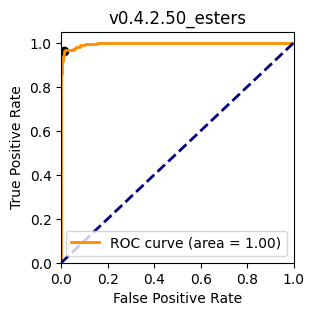 v0.4.2.50_esters
True Positive Rate
1.0
0.8
0.6
0.4
0.2
0.0
ROC curve (area = 1.00)
0.0 0.2 0.4 0.6 0.8 1.0
False Positive Rate